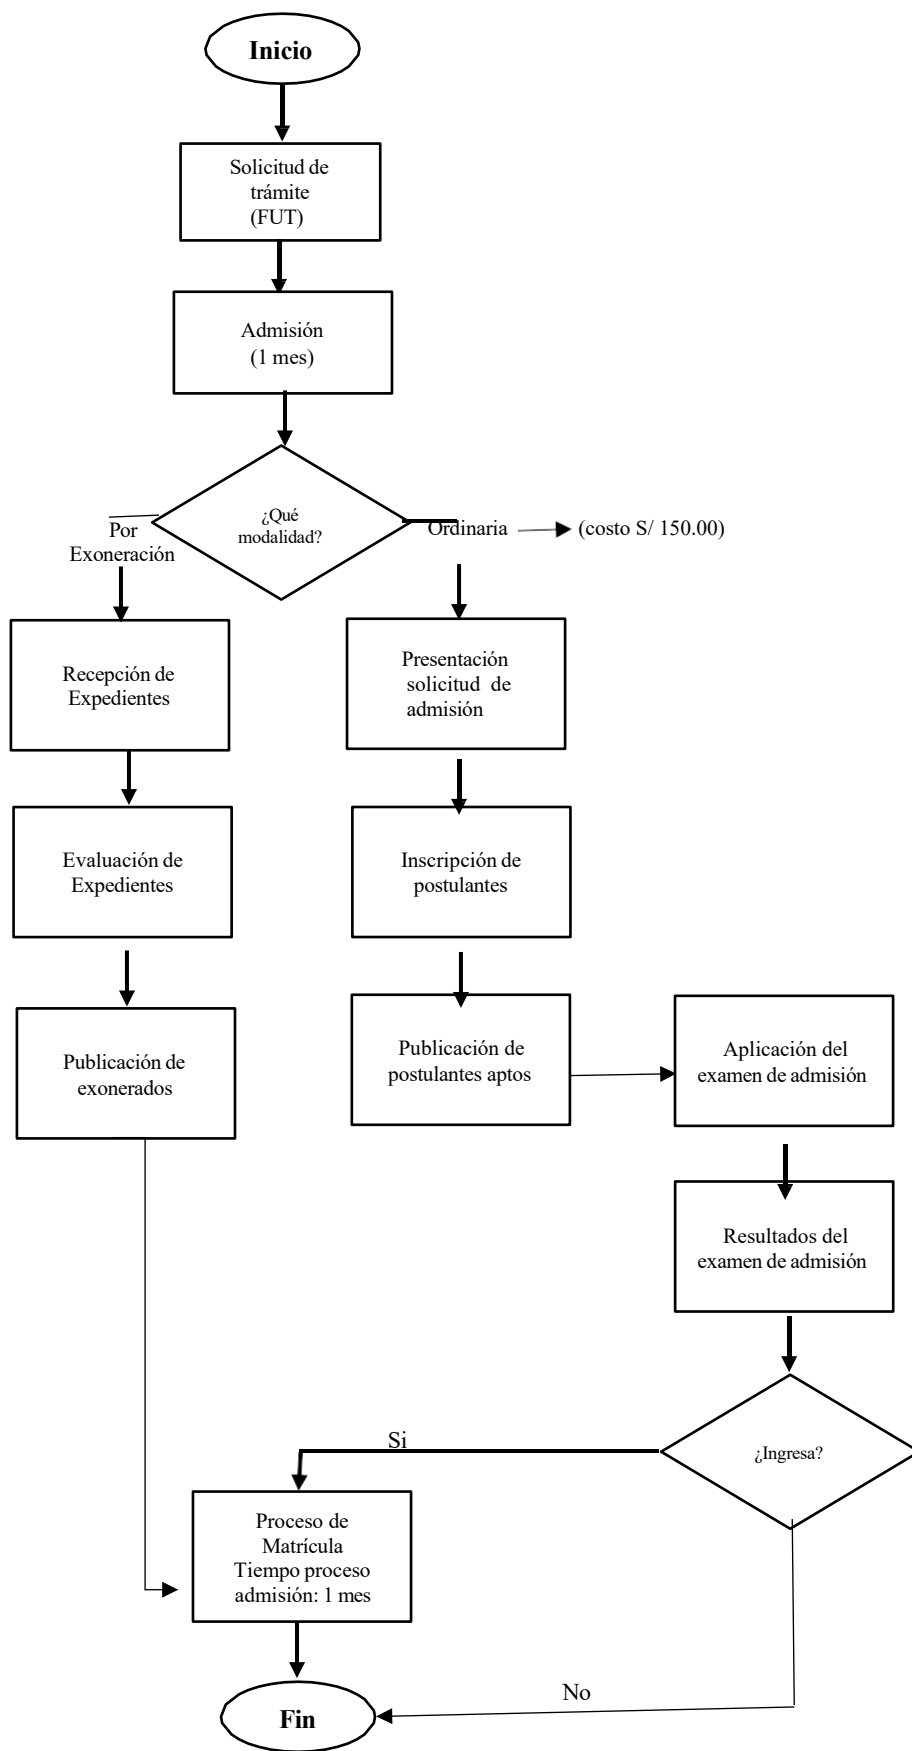 Inicio
Solicitud de
trámite
(FUT)
Admisión
(1 mes)
¿Qué
modalidad?
Por
Exoneración
Ordinaria
(costo S/ 150.00)
Recepción de
Expedientes
Presentación
solicitud de
admisión
Evaluación de
Expedientes
Inscripción de
postulantes
Publicación de
exonerados
Publicación de
postulantes aptos
Aplicación del
examen de admisión
Resultados del
examen de admisión
¿Ingresa?
Si
Proceso de
Matrícula
Tiempo proceso
admisión: 1 mes
No
Fin